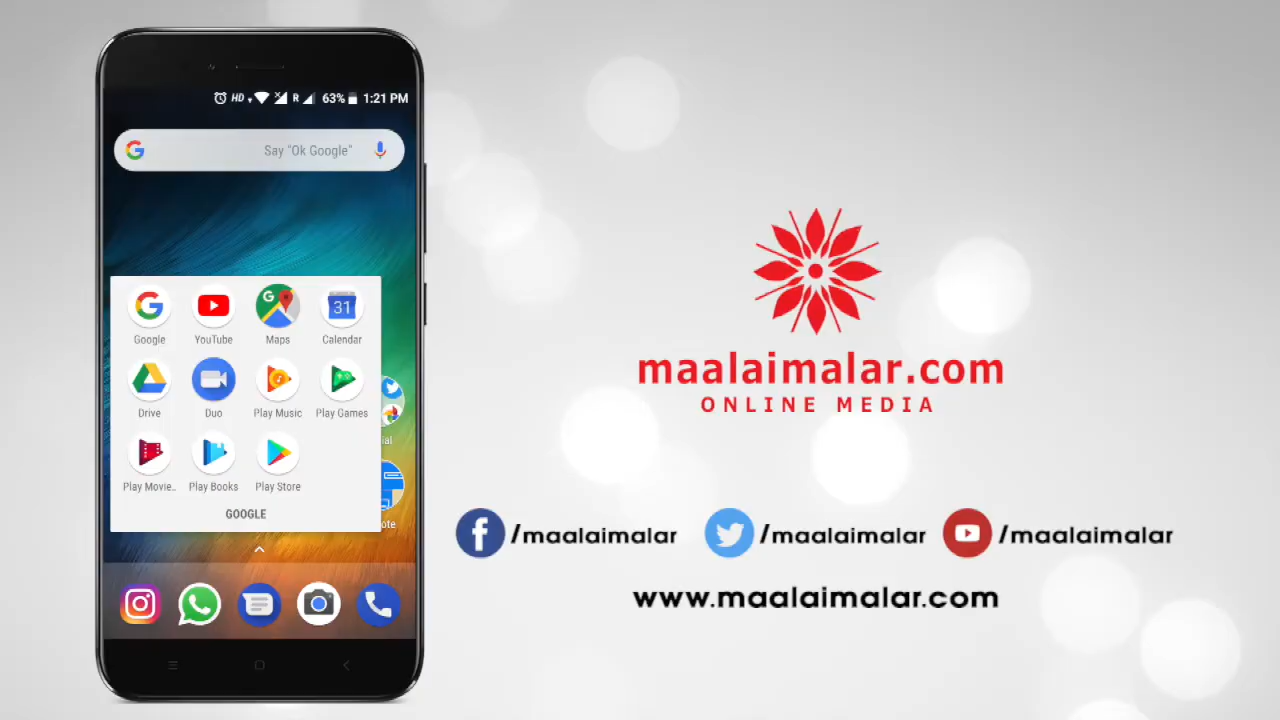 HD R 63% 1:21 PM
Say "Ok Google"
Google YouTube Maps Calendar
31
Drive Duo Play Music Play Games
Play Movie.. Play Books Play Store
GOOGLE
maalaimalar.com
ONLINE MEDIA
/maalaimalar /maalaimalar /maalaimalar
www.maalaimalar.com